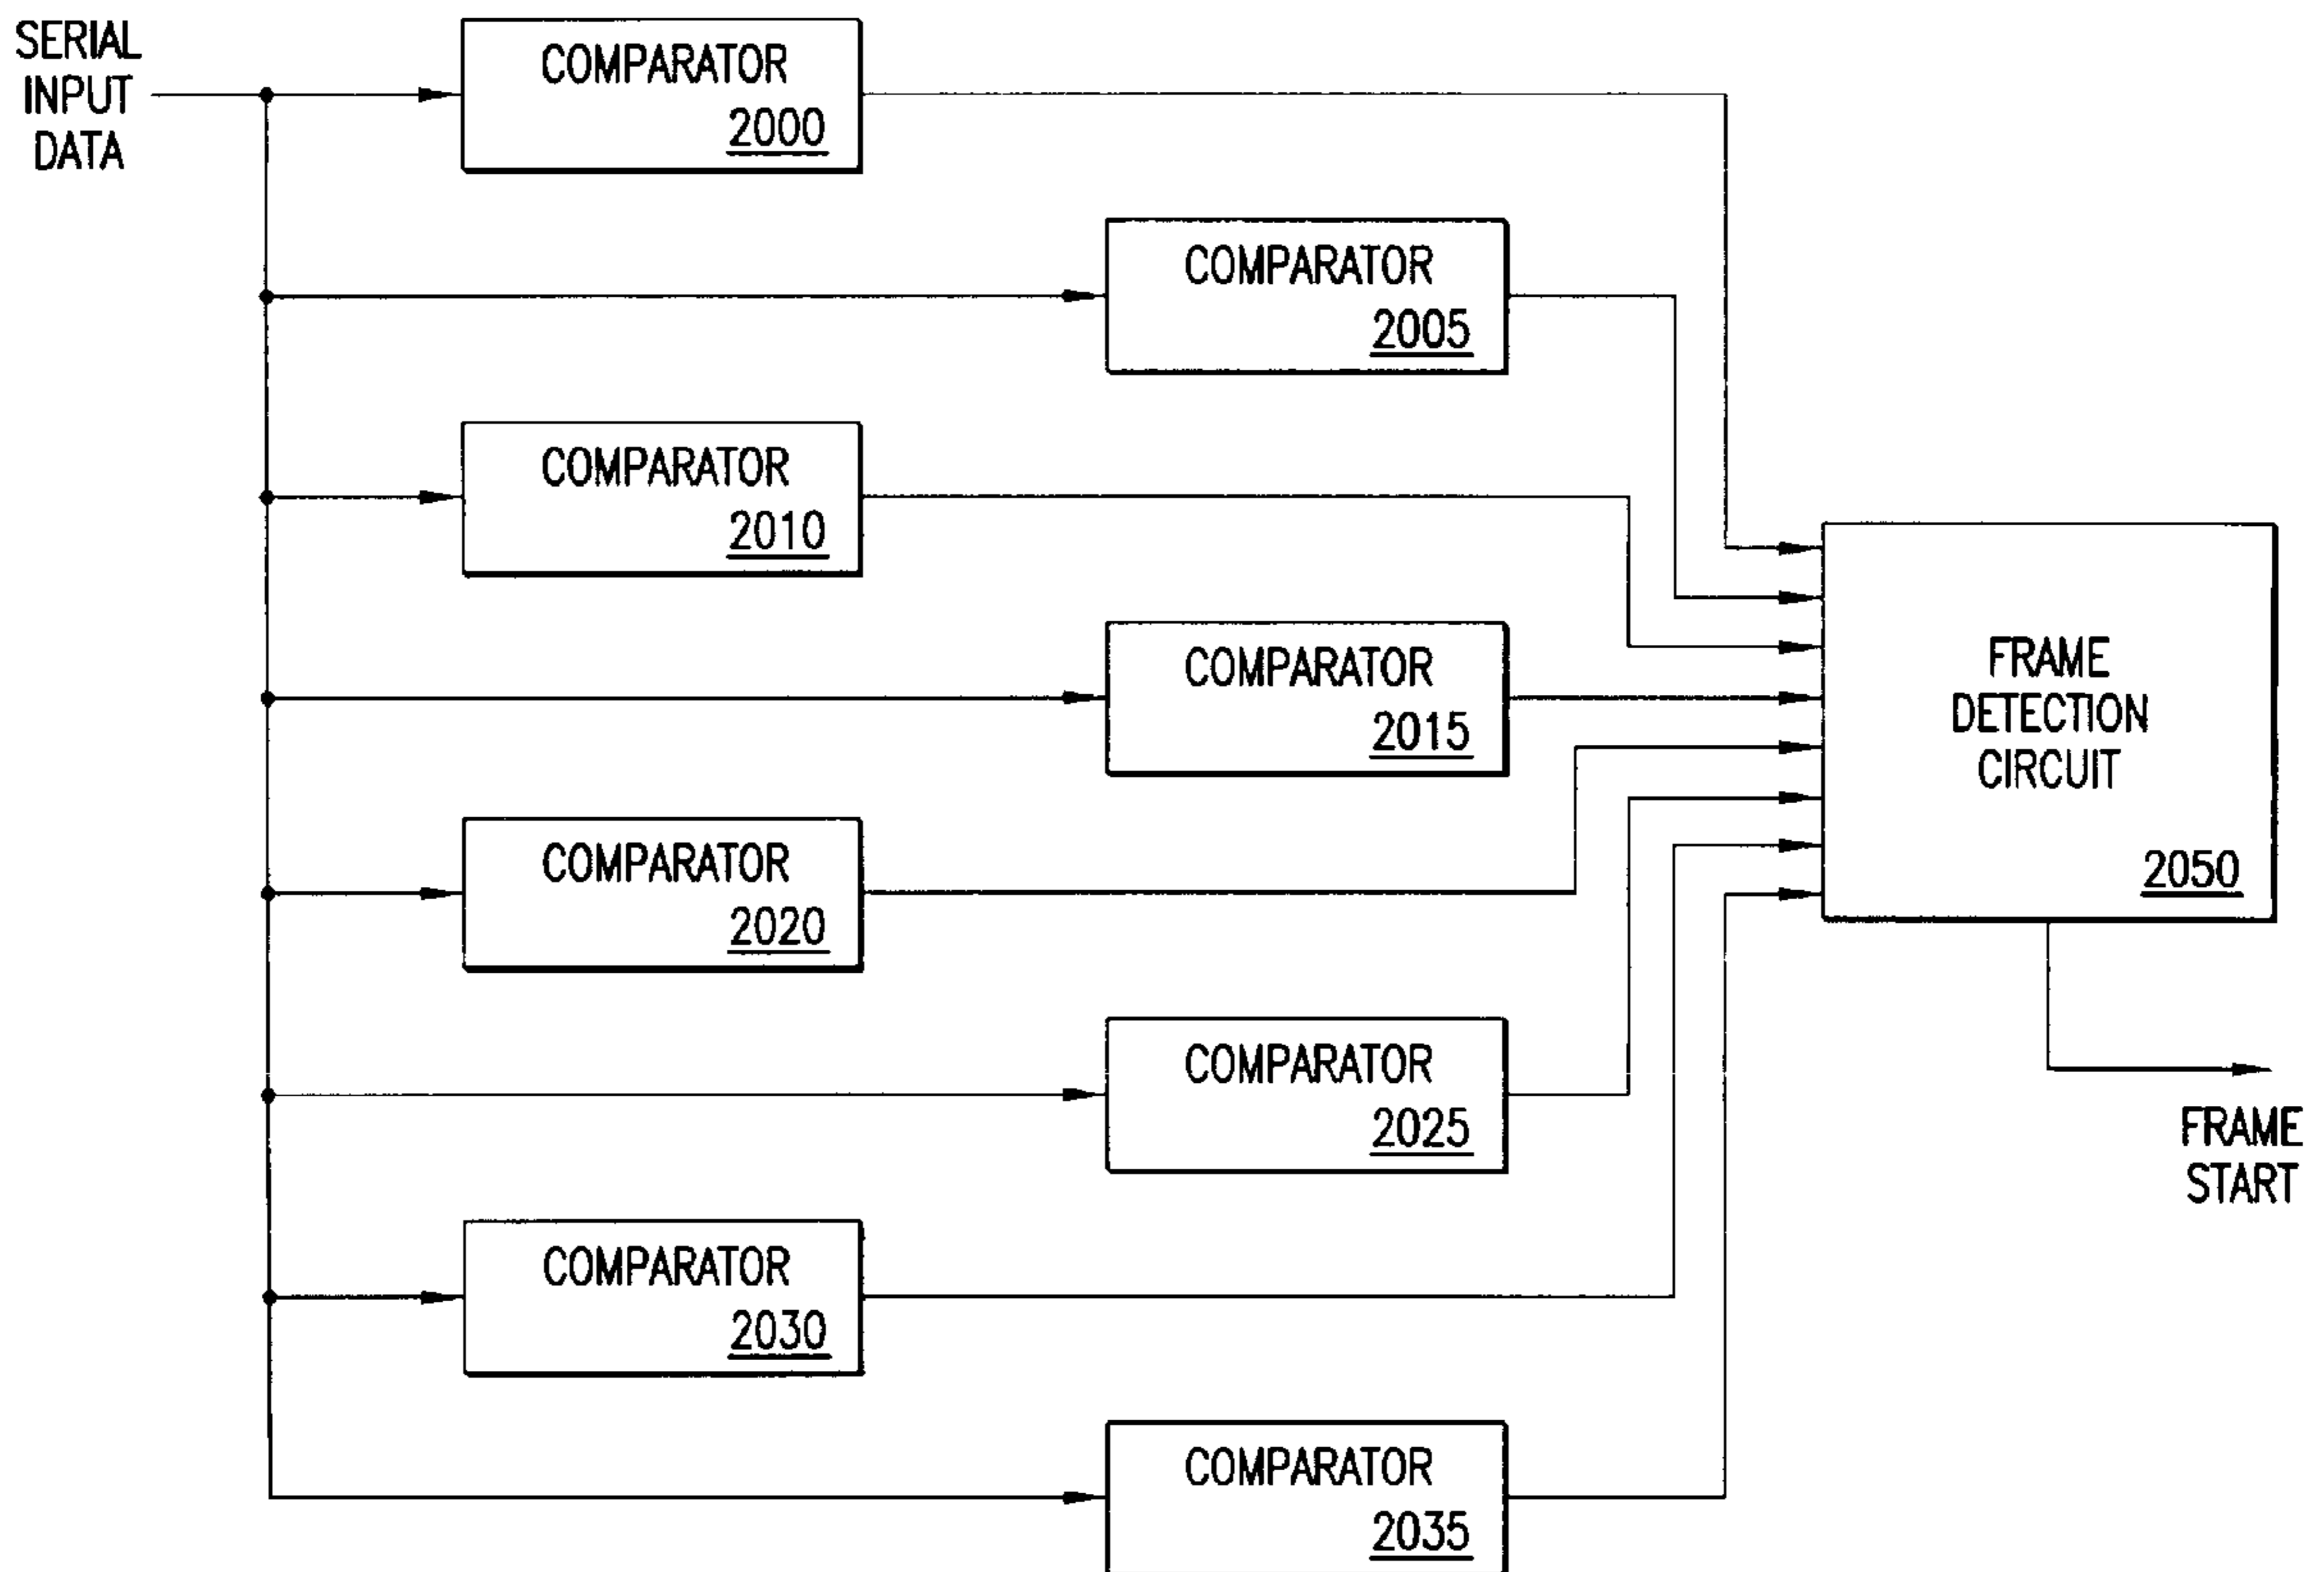 SERIAL
INPUT
DATA
COMPARATOR
2000
COMPARATOR
2005
COMPARATOR
2010
COMPARATOR
2015
COMPARATOR
2020
COMPARATOR
2025
COMPARATOR
2030
COMPARATOR
2035
FRAME
DETECTION
CIRCUIT
2050
FRAME
START